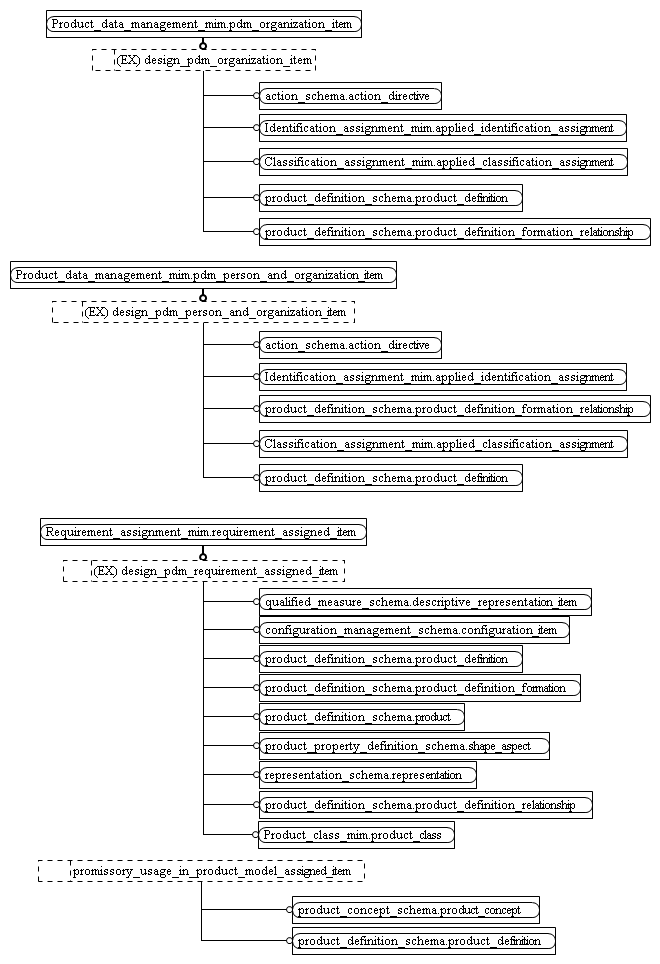 Product_data_management_mim.pdm_organization_item
(EX) design_pdm_organization_item
action_schema.action_directive
Identification_assignment_mim.applied_identification_assignment
Classification_assignment_mim.applied_classification_assignment
product_definition_schema.product_definition
product_definition_schema.product_definition_formation_relationship
Product_data_management_mim.pdm_person_and_organization_item
(EX) design_pdm_person_and_organization_item
action_schema.action_directive
Identification_assignment_mim.applied_identification_assignment
product_definition_schema.product_definition_formation_relationship
Classification_assignment_mim.applied_classification_assignment
product_definition_schema.product_definition
Requirement_assignment_mim.requirement_assigned_item
(EX) design_pdm_requirement_assigned_item
qualified_measure_schema.descriptive_representation_item
configuration_management_schema.configuration_item
product_definition_schema.product_definition
product_definition_schema.product_definition_formation
product_definition_schema.product
product_property_definition_schema.shape_aspect
representation_schema.representation
product_definition_schema.product_definition_relationship
Product_class_mim.product_class
promissory_usage_in_product_model_assigned_item
product_concept_schema.product_concept
product_definition_schema.product_definition